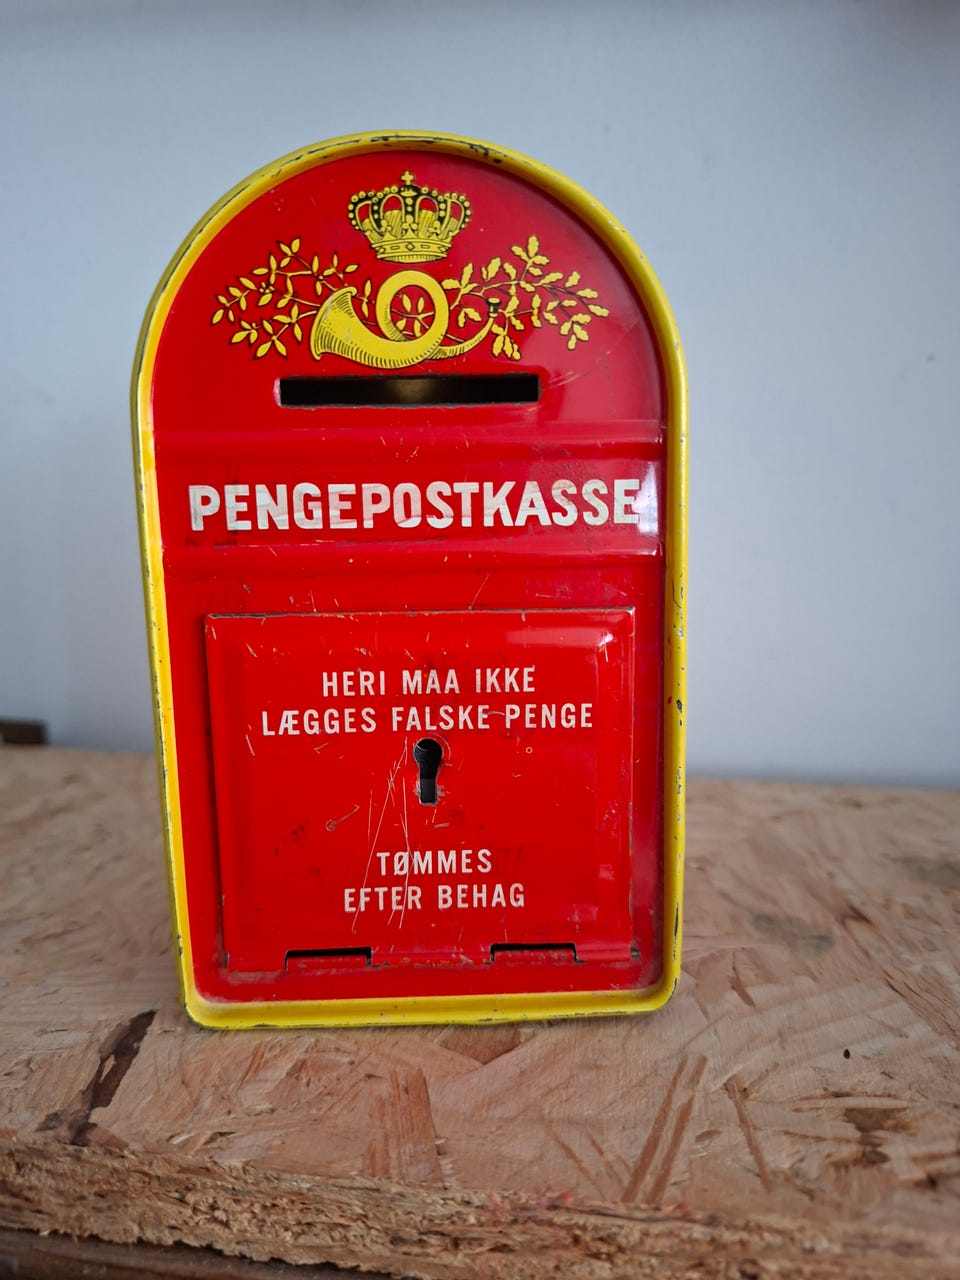 PENGEPOSTKASSE
HERI MAA IKKE
LÆGGES FALSKE PENGE
TØMMES
EFTER BEHAG